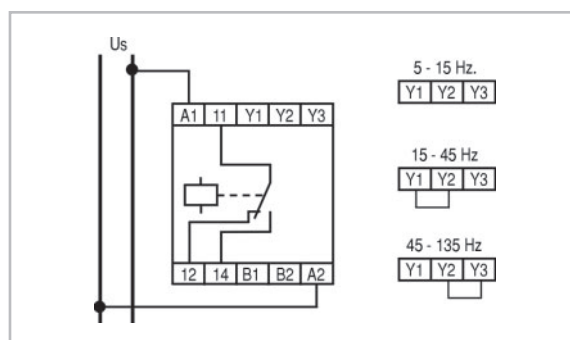 Us
A1 11 Y1 Y2 Y3
12 14 B1 B2 A2
5 - 15 Hz.
Y1 Y2 Y3
15 - 45 Hz
Y1 Y2 Y3
45 - 135 Hz
Y1 Y2 Y3